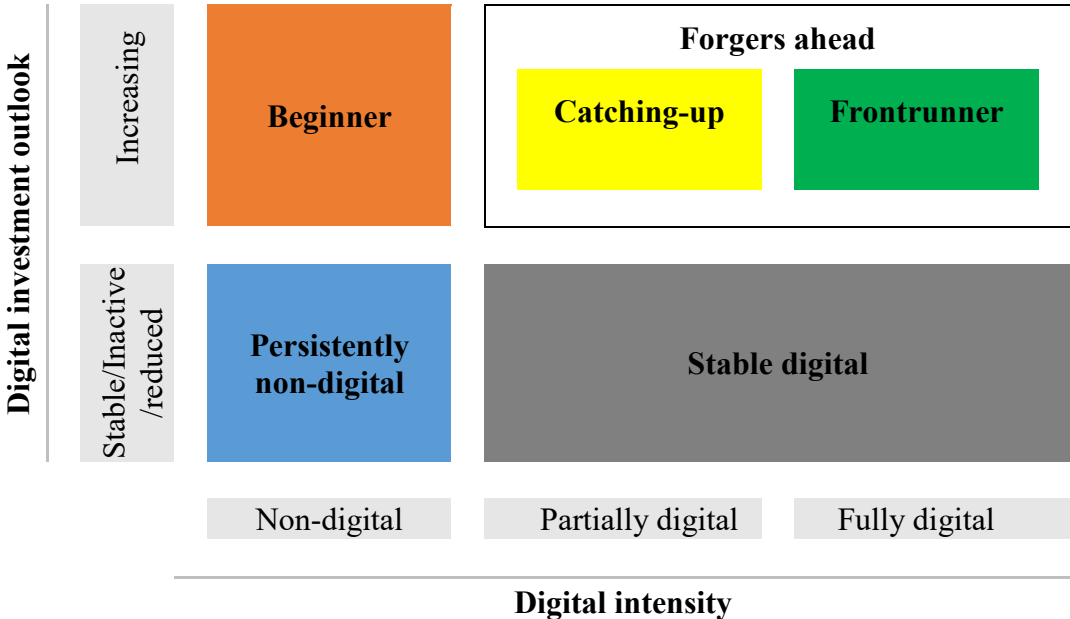 Digital investment outlook
Increasing
Beginner
Forgers ahead
Catching-up
Frontrunner
Stable/Inactive
/reduced
Persistently
non-digital
Stable digital
Non-digital
Partially digital
Fully digital
Digital intensity